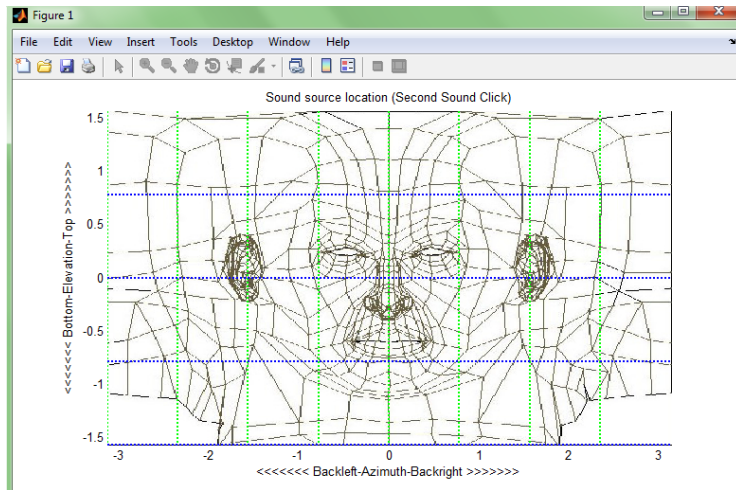 Figure 1
File Edit View Insert Tools Desktop Window Help
Sound source location (Second Sound Click)
1.5
1
0.5
0
-0.5
-1
-1.5
<<<<<<< Bottom-Elevation-Top >>>>>>>
-3 -2 -1 0 1 2 3
<<<<<<< Backleft-Azimuth-Backright >>>>>>>